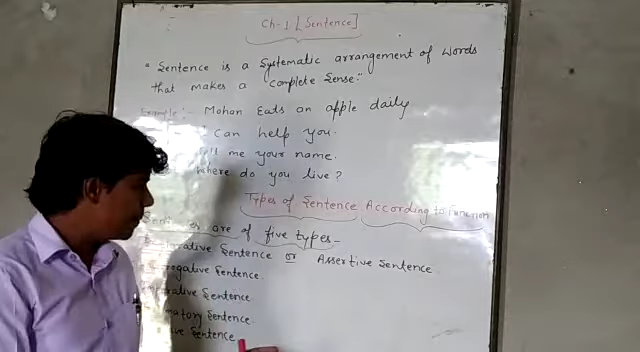 Ch-1 [Sentence]
"Sentence is a Systematic arrangement of words
that makes a "complete Sense."
Example:- Mohan Eats an apple daily
can help you.
me your name.
Where do you live?
Types of Sentence According to Function
are of five types-
Sentence or Assertive Sentence
Sentence
Sentence
Sentence
Sentence